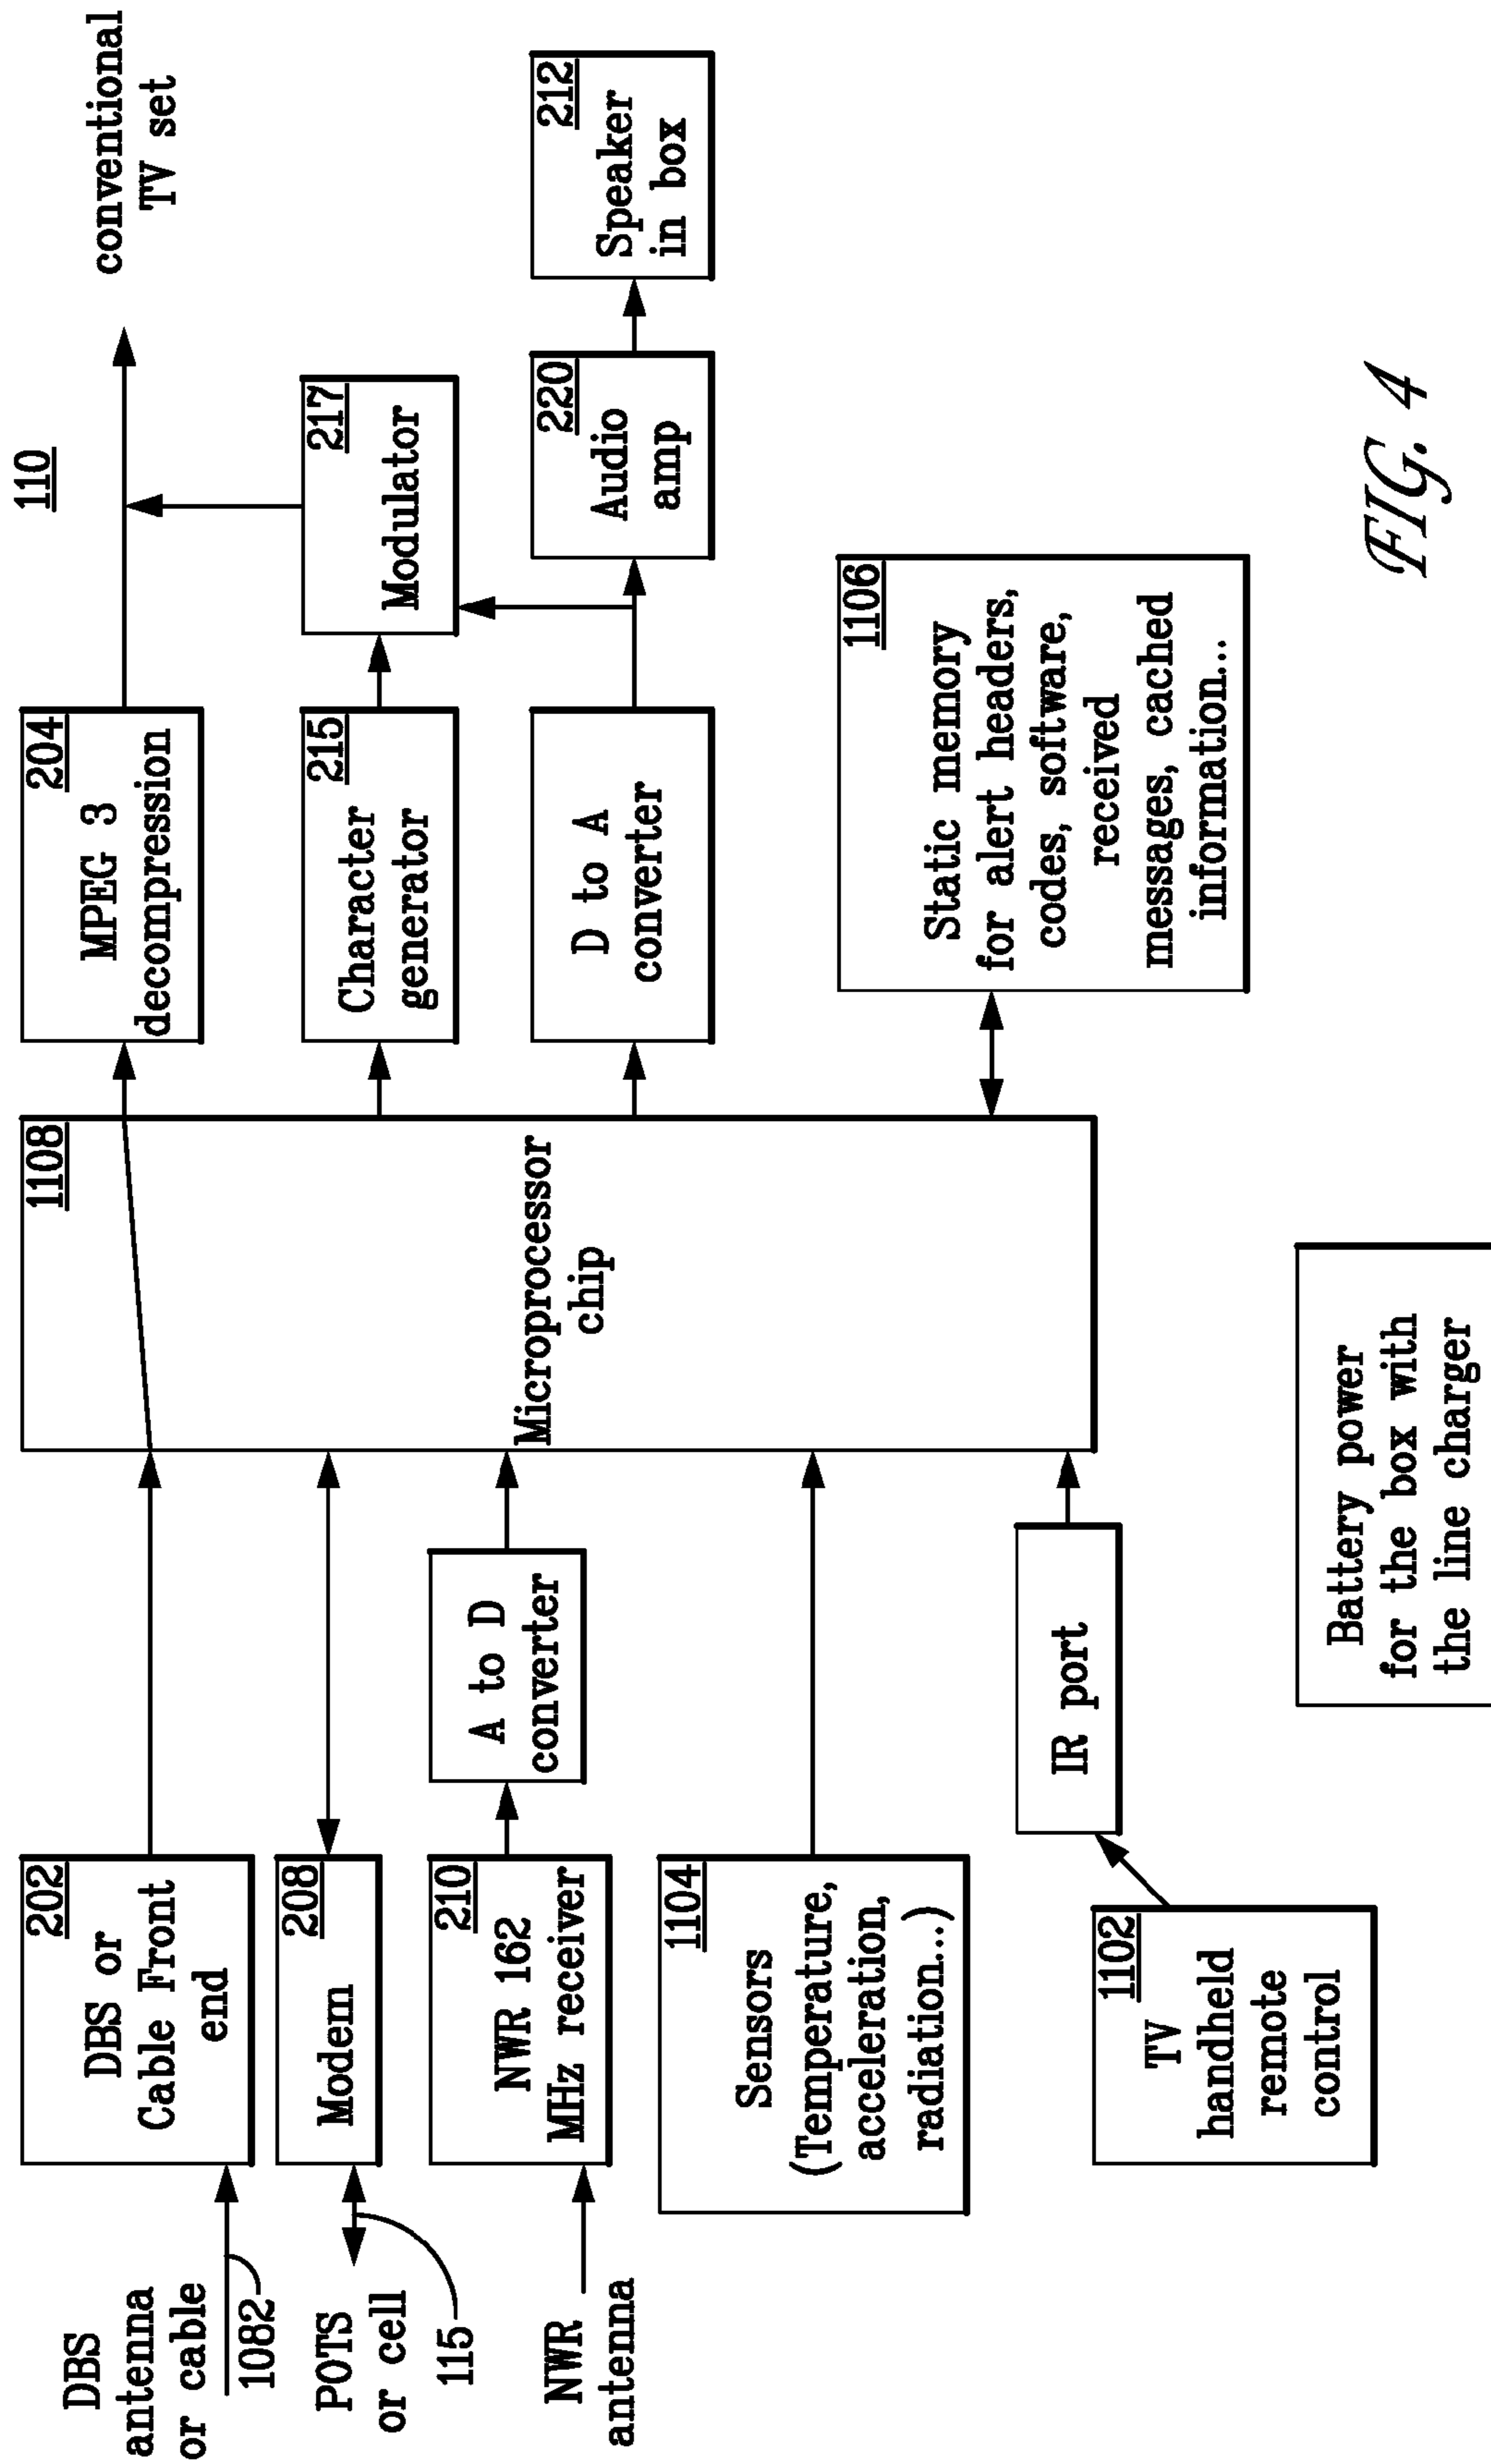 110
DBS
antenna
or cable
1082
202
DBS or
Cable Front
end
1108
Microprocessor
chip
204
MPEG 3
decompression
conventional
TV set
POTS
or cell
115
208
Modem
215
Character
generator
217
Modulator
NWR
antenna
210
NWR 162
MHz receiver
A to D
converter
D to A
converter
220
Audio
amp
212
Speaker
in box
1104
Sensors
(Temperature,
acceleration,
radiation...)
1106
Static memory
for alert headers,
codes, software,
received
messages, cached
information...
1102
TV
handheld
remote
control
IR port
Battery power
for the box with
the line charger
FIG. 4